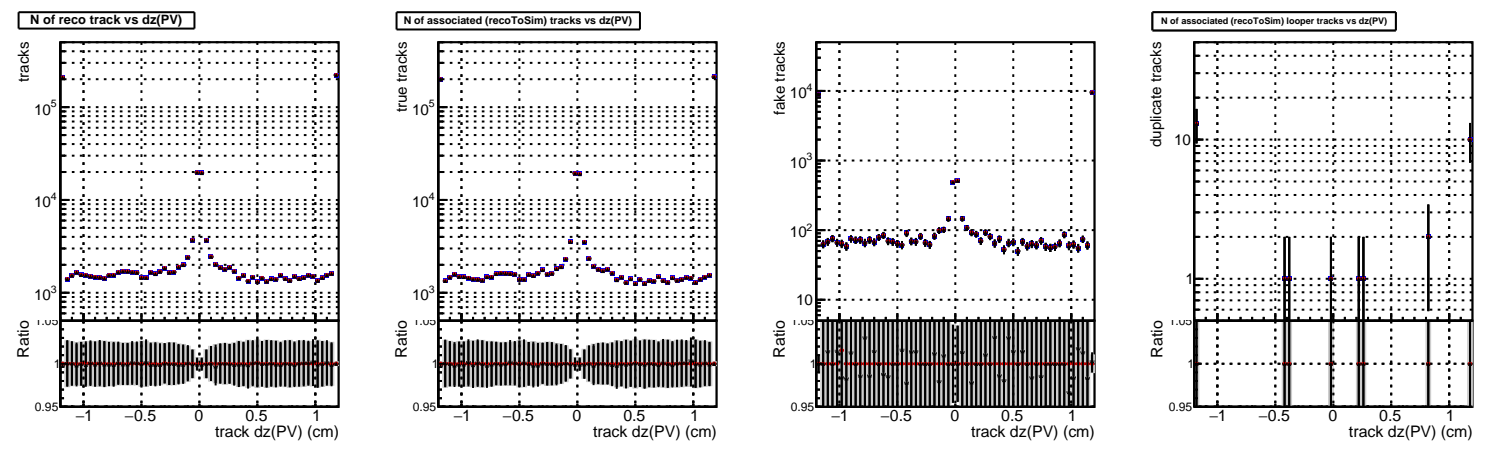 N of reco track vs dz(PV)
tracks
10^5
10^4
10^3
Ratio
1.05
1
0.95
−1 −0.5 0 0.5 1
track dz(PV) (cm)
N of associated (recoToSim) tracks vs dz(PV)
true tracks
10^5
10^4
10^3
Ratio
1.05
1
0.95
−1 −0.5 0 0.5 1
track dz(PV) (cm)
fake tracks
10^4
10^3
10^2
10
Ratio
1.05
1
0.95
−1 −0.5 0 0.5 1
track dz(PV) (cm)
N of associated (recoToSim) looper tracks vs dz(PV)
duplicate tracks
10
1
Ratio
1.05
1
0.95
−1 −0.5 0 0.5 1
track dz(PV) (cm)